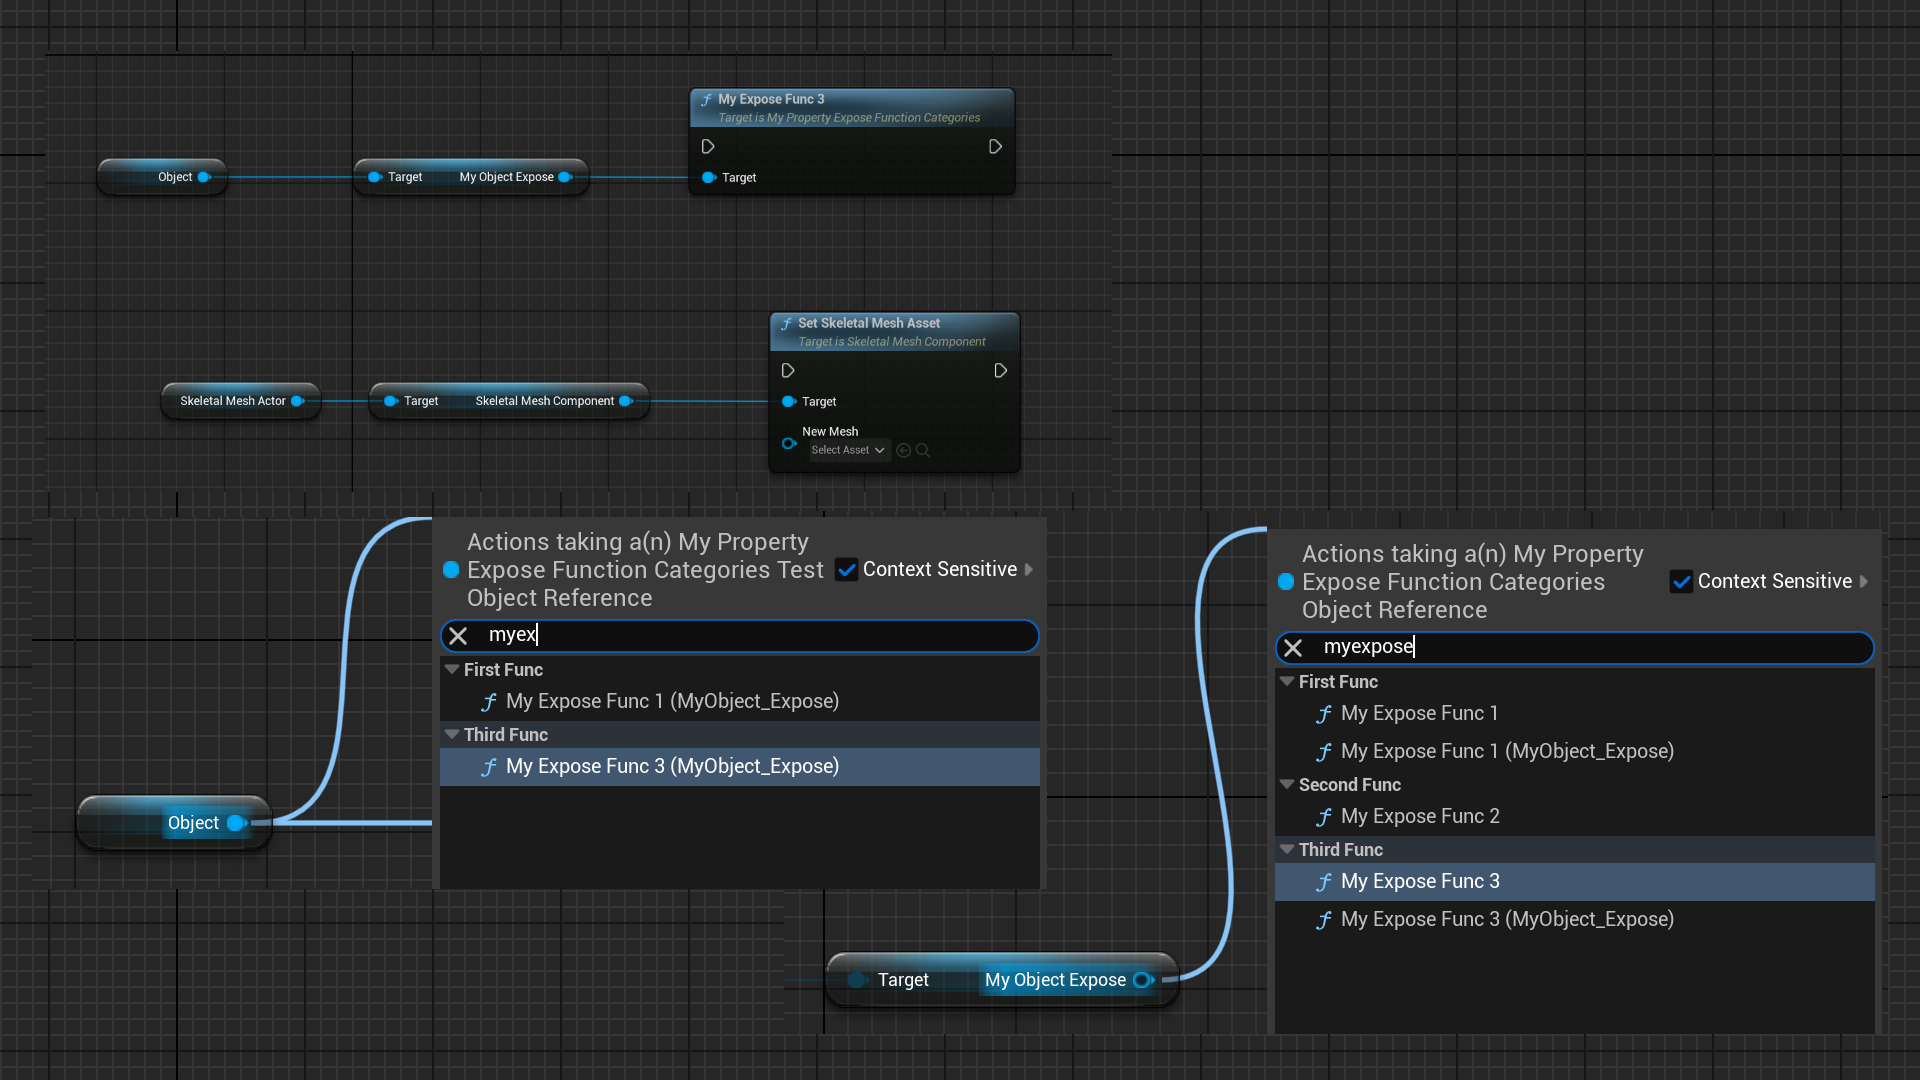 My Expose Func 3
Target is My Property Expose Function Categories
Object
Target
My Object Expose
Target
Set Skeletal Mesh Asset
Target is Skeletal Mesh Component
Skeletal Mesh Actor
Target
Skeletal Mesh Component
Target
New Mesh
Select Asset
Actions taking a(n) My Property
Expose Function Categories Test
Object Reference
Context Sensitive
myex
First Func
My Expose Func 1 (MyObject_Expose)
Third Func
My Expose Func 3 (MyObject_Expose)
Object
Actions taking a(n) My Property
Expose Function Categories
Object Reference
Context Sensitive
myexpose
First Func
My Expose Func 1
My Expose Func 1 (MyObject_Expose)
Second Func
My Expose Func 2
Third Func
My Expose Func 3
My Expose Func 3 (MyObject_Expose)
Target
My Object Expose